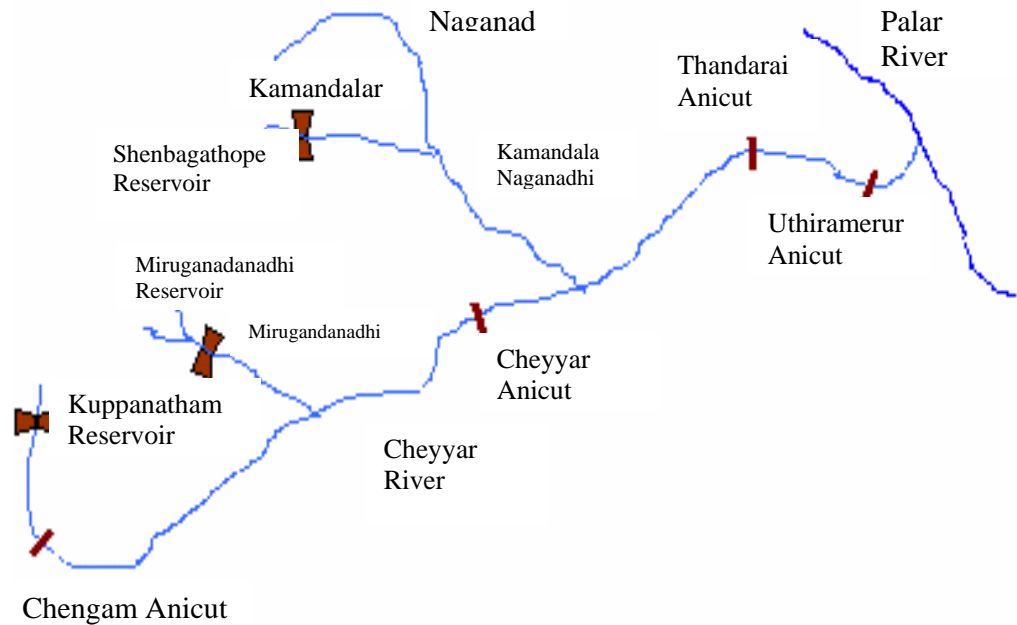 Naganad
Palar
River
Thandarai
Anicut
Kamandalar
Shenbagathope
Reservoir
Kamandala
Naganadhi
Uthiramerur
Anicut
Miruganadanadhi
Reservoir
Mirugandanadhi
Cheyyar
Anicut
Kuppanatham
Reservoir
Cheyyar
River
Chengam Anicut